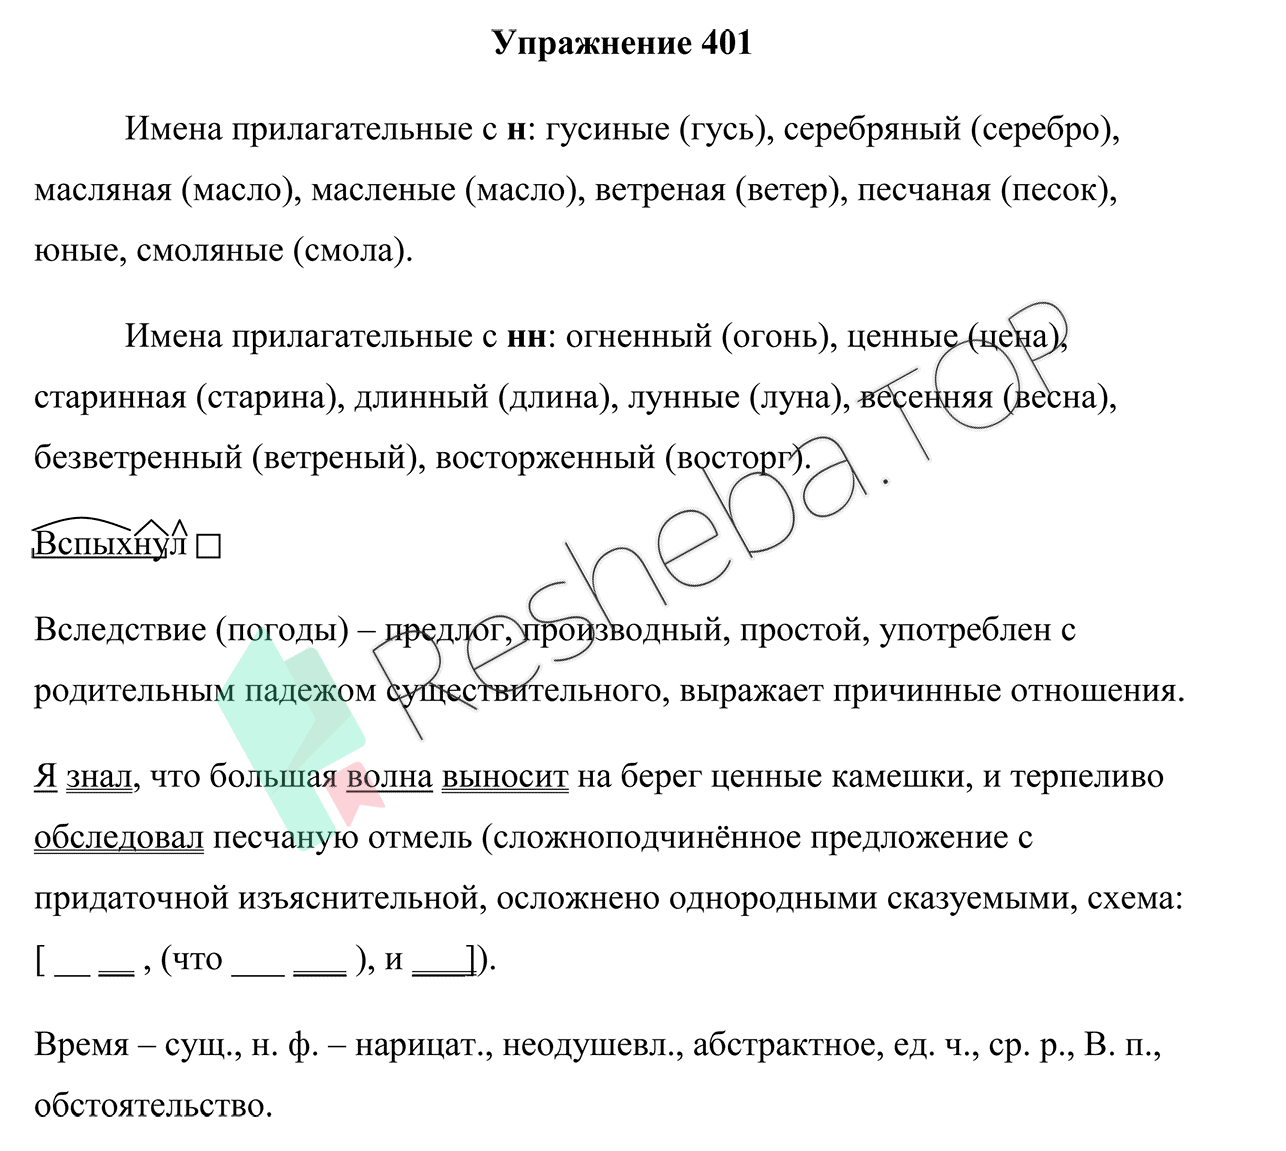 Упражнение 401
Имена прилагательные с н: гусиные (гусь), серебряный (серебро),
масляная (масло), масленые (масло), ветреная (ветер), песчаная (песок),
юные, смоляные (смола).
Имена прилагательные с нн: огненный (огонь), ценные (цена),
старинная (старина), длинный (длина), лунные (луна), весенняя (весна),
безветренный (ветреный), восторженный (восторг).
Вспыхнул
Вследствие (погоды) – предлог, производный, простой, употреблен с
родительным падежом существительного, выражает причинные отношения.
Я знал, что большая волна выносит на берег ценные камешки, и терпеливо
обследовал песчаную отмель (сложноподчинённое предложение с
придаточной изъяснительной, осложнено однородными сказуемыми, схема:
[ __ __ , (что ___ ___ ), и ___]).
Время – сущ., н. ф. – нарицат., неодушевл., абстрактное, ед. ч., ср. р., В. п.,
обстоятельство.
Resheba.TOP